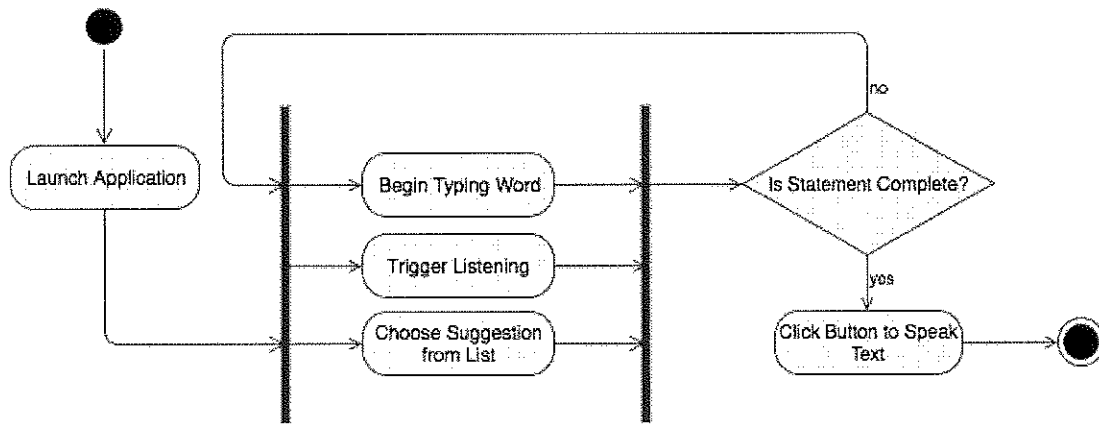 no
Launch Application
Begin Typing Word
Is Statement Complete?
Trigger Listening
yes
Choose Suggestion
from List
Click Button to Speak
Text